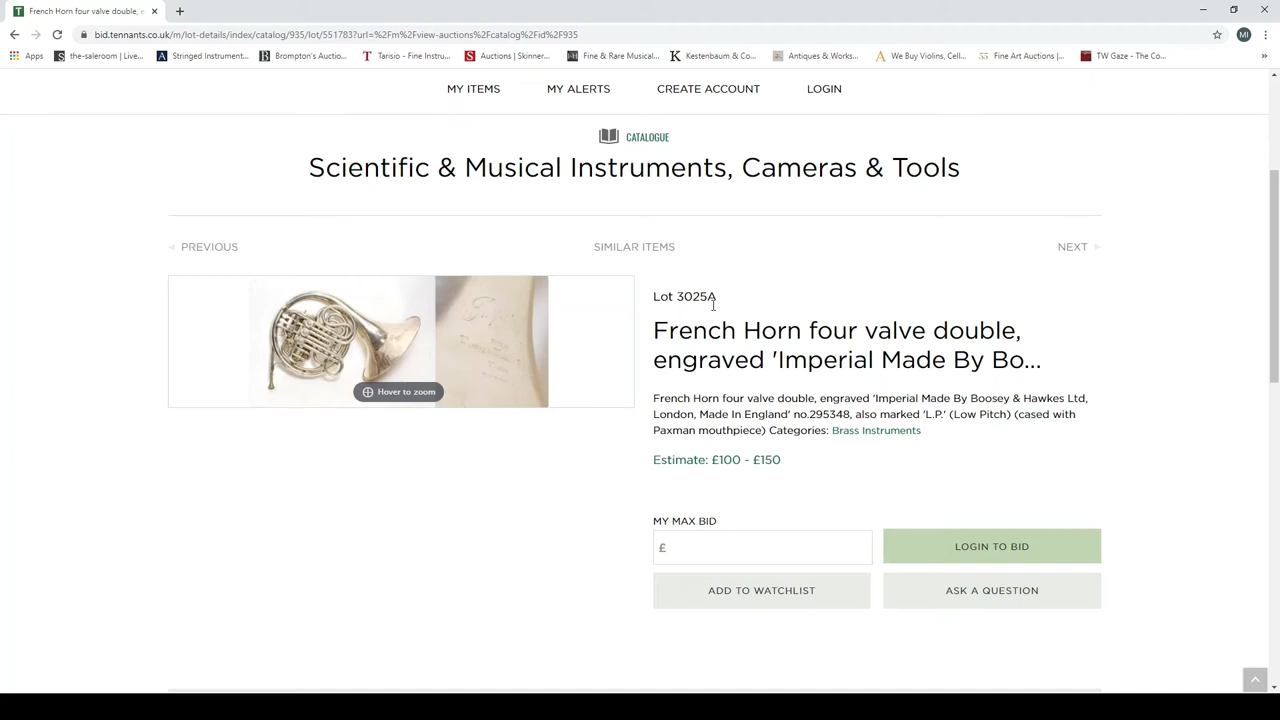 French Horn four valve double, e
bid.tennants.co.uk/m/lot-details/index/catalog/935/lot/551783?url=%2Fm%2Fview-auctions%2Fcatalog%2Fid%2F935
MI
Apps
the-saleroom | Live...
Stringed Instrument...
Brompton's Auctio...
Tarisio - Fine Instru...
Auctions | Skinner...
Fine & Rare Musical...
Kestenbaum & Co...
Antiques & Works...
We Buy Violins, Cell...
Fine Art Auctions |...
TW Gaze - The Co...
»
MY ITEMS
MY ALERTS
CREATE ACCOUNT
LOGIN
CATALOGUE
Scientific & Musical Instruments, Cameras & Tools
PREVIOUS
SIMILAR ITEMS
NEXT
Hover to zoom
Lot 3025A
French Horn four valve double,
engraved 'Imperial Made By Bo...
French Horn four valve double, engraved 'Imperial Made By Boosey & Hawkes Ltd,
London, Made In England' no.295348, also marked 'L.P.' (Low Pitch) (cased with
Paxman mouthpiece) Categories: Brass Instruments
Estimate: £100 - £150
MY MAX BID
£
LOGIN TO BID
ADD TO WATCHLIST
ASK A QUESTION